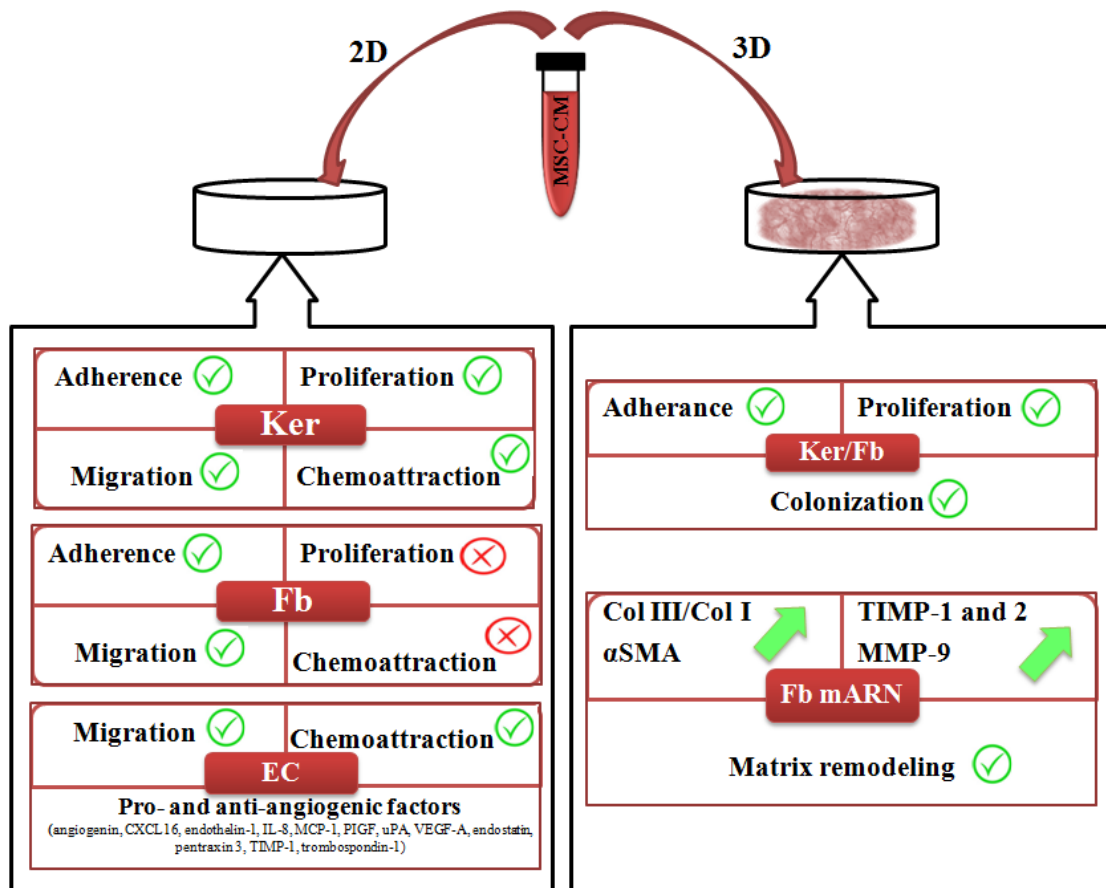 2D
3D
MSC-CM
Adherence
Proliferation
Ker
Migration
Chemoattraction
Adherence
Proliferation
Fb
Migration
Chemoattraction
Migration
Chemoattraction
EC
Pro- and anti-angiogenic factors
(angiogenin, CXCL16, endothelin-1, IL-8, MCP-1, PIGF, uPA, VEGF-A, endostatin,
pentraxin 3, TIMP-1, trombospondin-1)
Adherance
Proliferation
Ker/Fb
Colonization
Col III/Col I
αSMA
TIMP-1 and 2
MMP-9
Fb mARN
Matrix remodeling